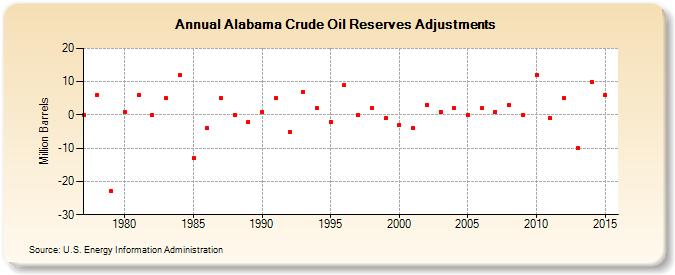 Annual Alabama Crude Oil Reserves Adjustments
Million Barrels
20
10
0
-10
-20
-30
1980 1985 1990 1995 2000 2005 2010 2015
Source: U.S. Energy Information Administration